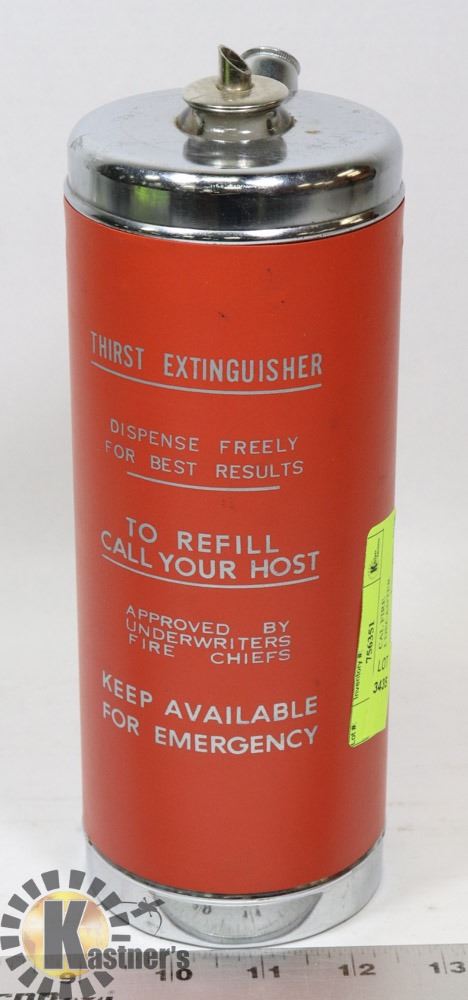 THIRST EXTINGUISHER
DISPENSE FREELY
FOR BEST RESULTS
TO REFILL
CALL YOUR HOST
APPROVED BY
UNDERWRITERS
FIRE CHIEFS
KEEP AVAILABLE
FOR EMERGENCY
Lot #:
Inventory #:
756351
Kastner's
9 10 11 12 13